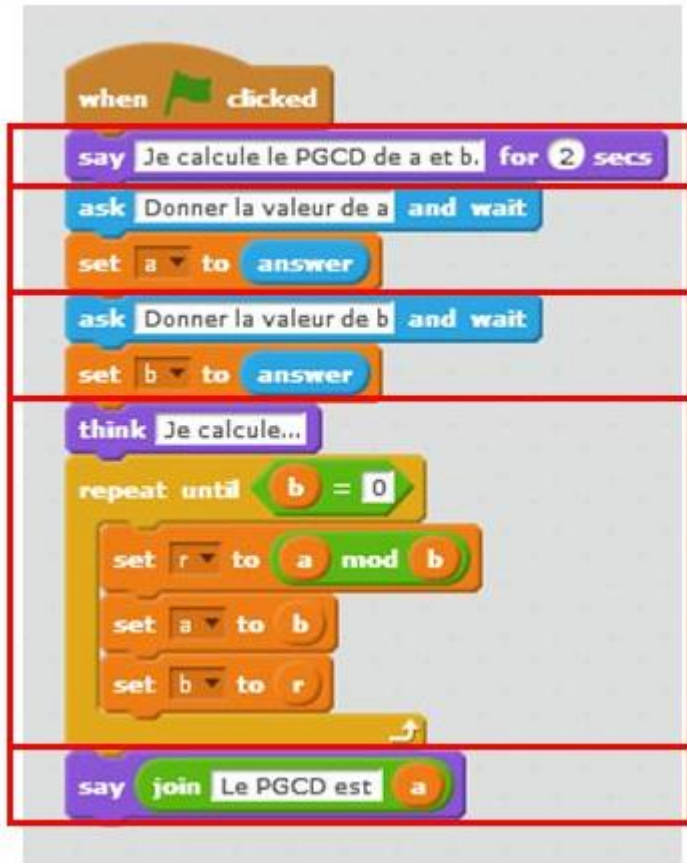 when clicked
say Je calcule le PGCD de a et b. for 2 secs
ask Donner la valeur de a and wait
set a to answer
ask Donner la valeur de b and wait
set b to answer
think Je calcule...
repeat until b = 0
set r to a mod b
set a to b
set b to r
say join Le PGCD est a